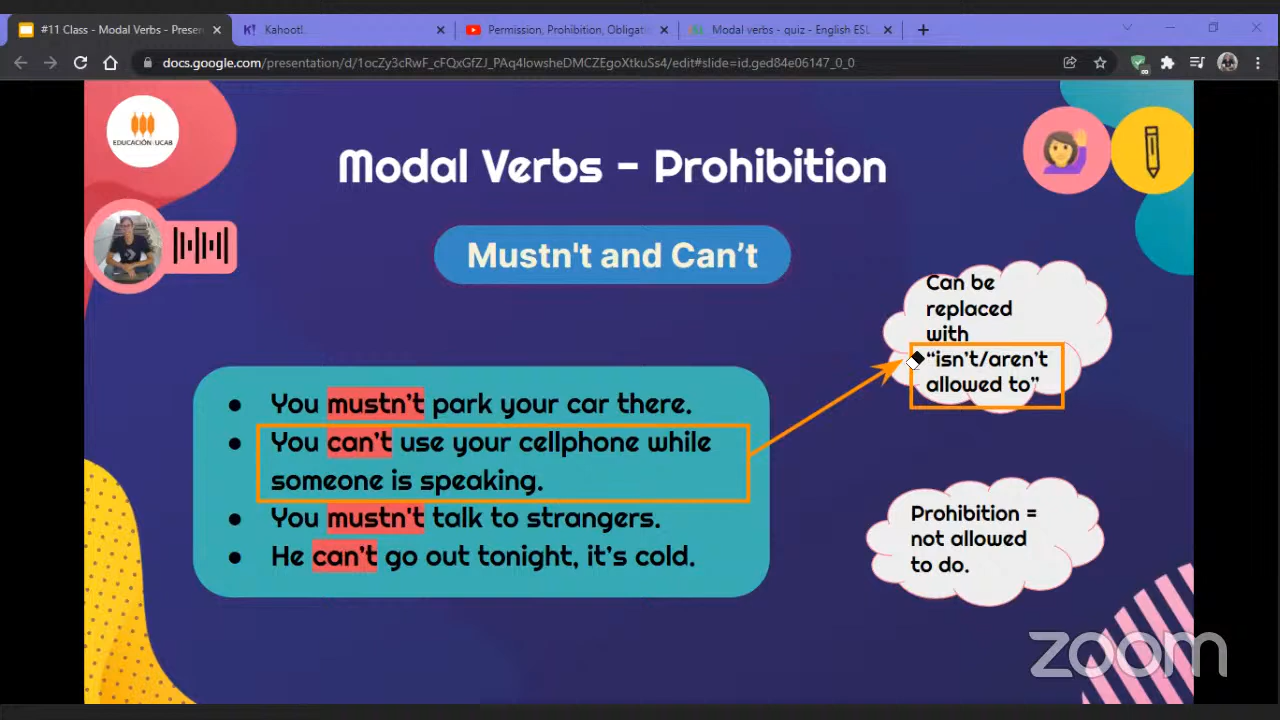 #11 Class - Modal Verbs - Presen
Kahoot!
Permission, Prohibition, Obligati
Modal verbs - quiz - English ESL
docs.google.com/presentation/d/1ocZy3cRwF_cFQxGfZJ_PAq4lowsheDMCZEgoXtkuSs4/edit#slide=id.ged84e06147_0_0
EDUCACIÓN UCAB
Modal Verbs - Prohibition
Mustn't and Can't
Can be
replaced
with
“isn't/aren't
allowed to”
● You mustn't park your car there.
● You can't use your cellphone while
someone is speaking.
● You mustn't talk to strangers.
● He can't go out tonight, it's cold.
Prohibition =
not allowed
to do.
zoom